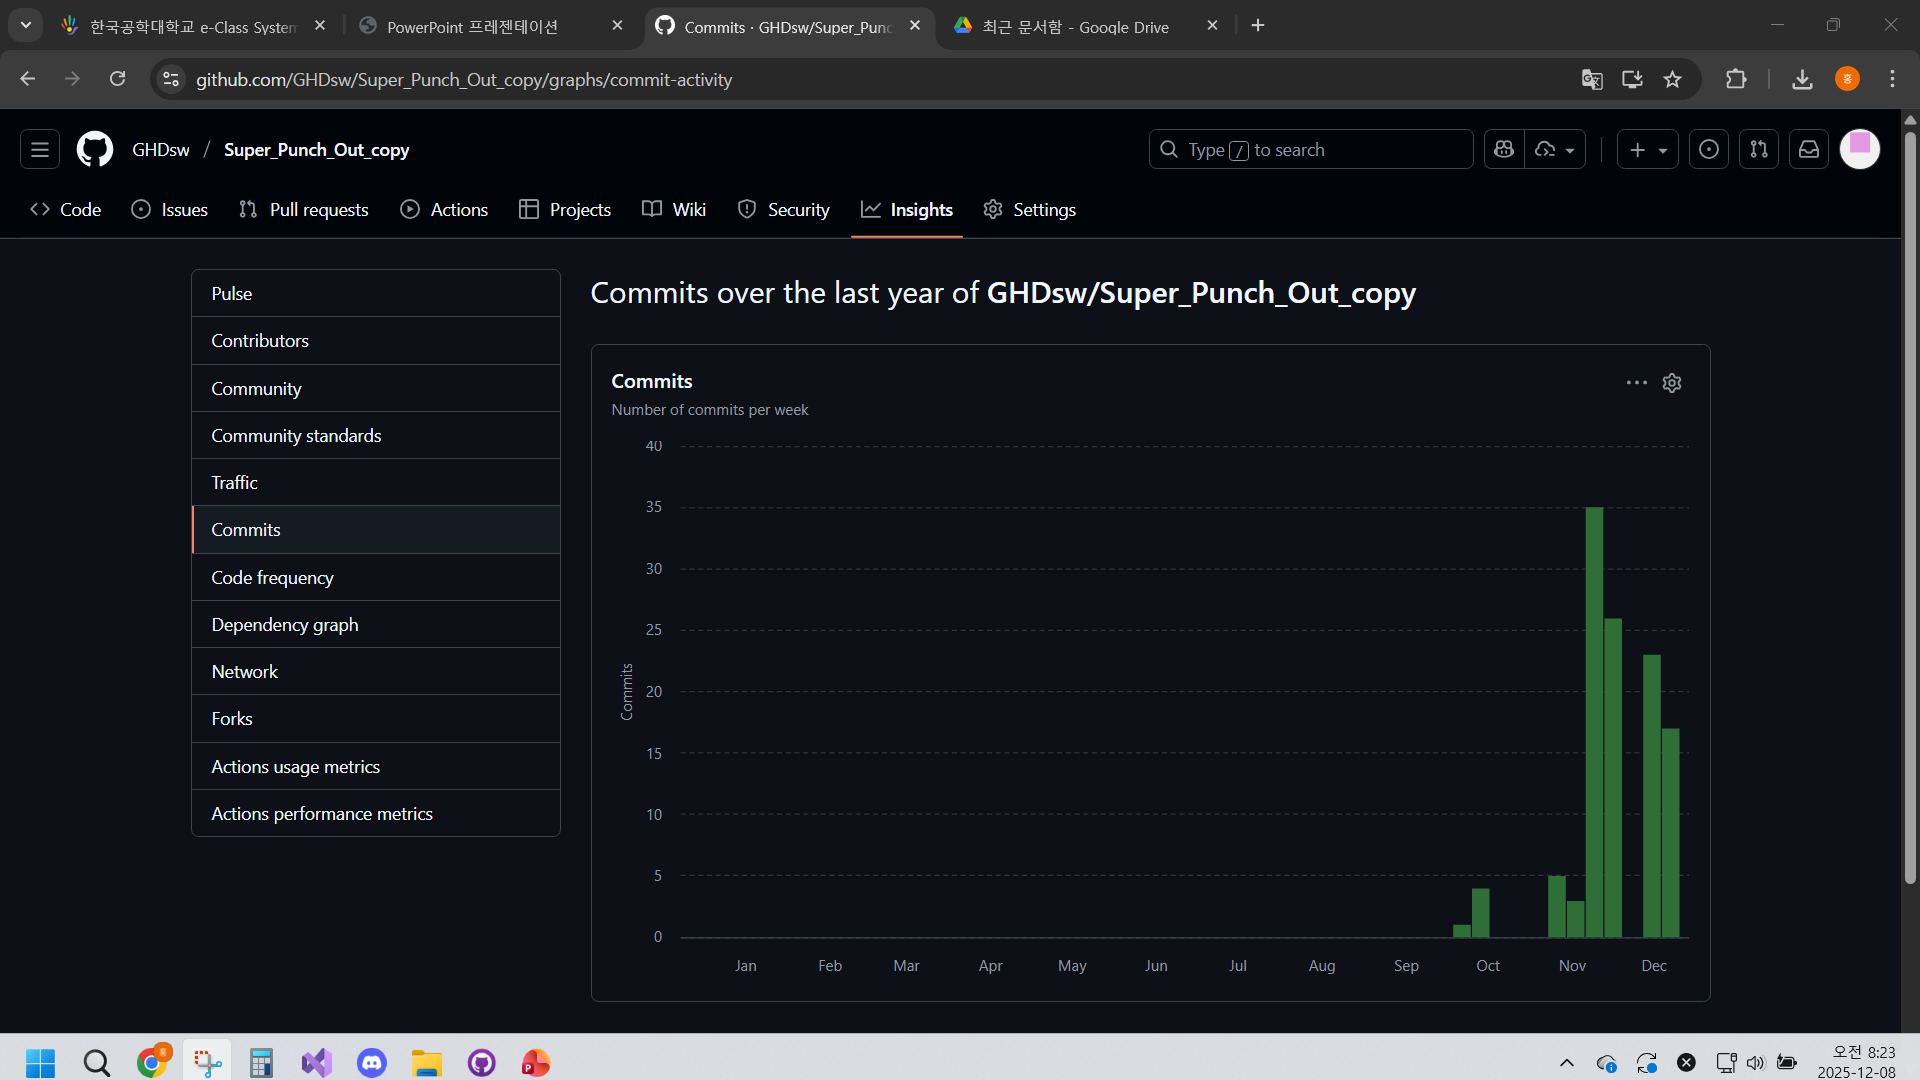 한국공학대학교 e-Class System
PowerPoint 프레젠테이션
Commits · GHDsw/Super_Punc
최근 문서함 - Google Drive
github.com/GHDsw/Super_Punch_Out_copy/graphs/commit-activity
홍
GHDsw / Super_Punch_Out_copy
Type / to search
Code
Issues
Pull requests
Actions
Projects
Wiki
Security
Insights
Settings
Pulse
Contributors
Community
Community standards
Traffic
Commits
Code frequency
Dependency graph
Network
Forks
Actions usage metrics
Actions performance metrics
Commits over the last year of GHDsw/Super_Punch_Out_copy
Commits
Number of commits per week
40
35
30
25
20
15
10
5
0
Commits
Jan
Feb
Mar
Apr
May
Jun
Jul
Aug
Sep
Oct
Nov
Dec
오전 8:23
2025-12-08